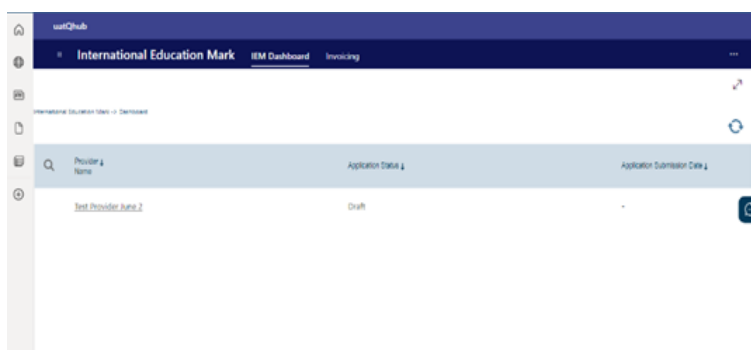 uatQhub
International Education Mark IEM Dashboard Invoicing
International Education Mark -> Dashboard
Provider Name Application Status Application Submission Date
Test Provider June 2 Draft -